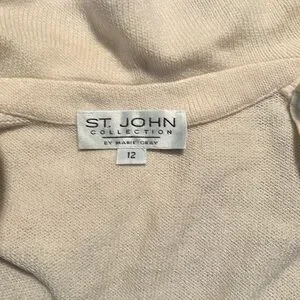 ST. JOHN
COLLECTION
BY MARIE GRAY
12